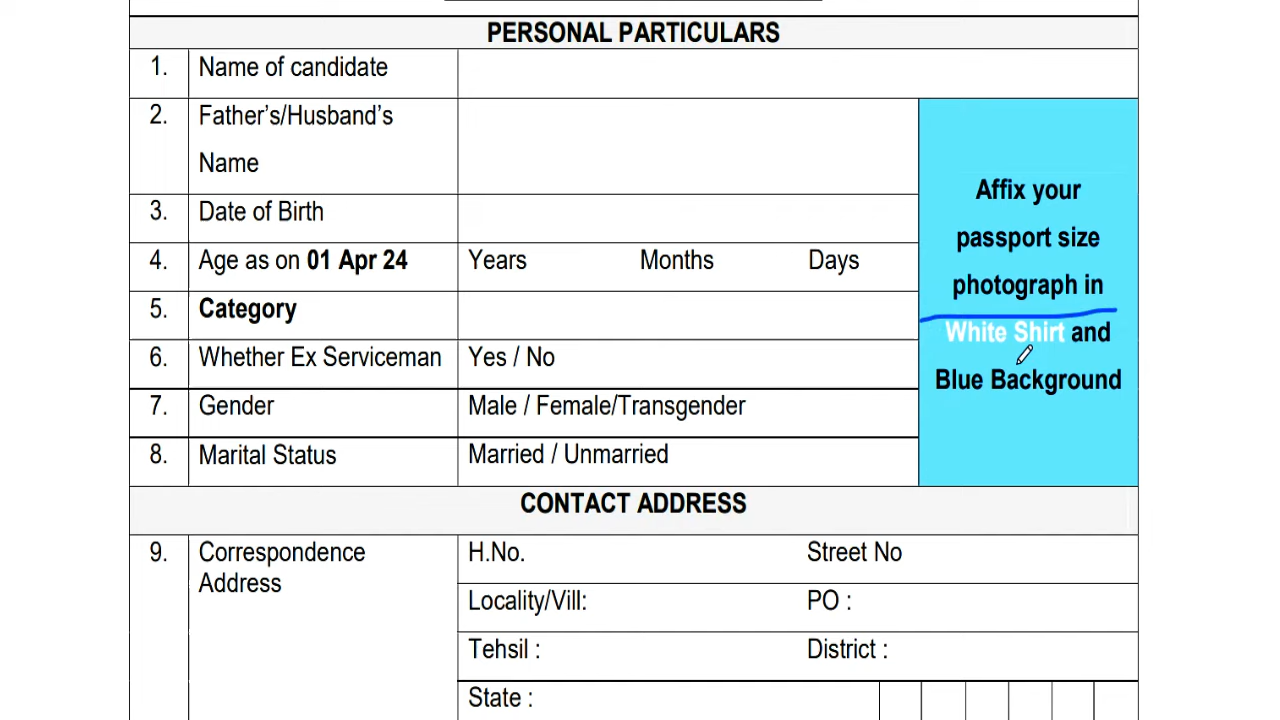 PERSONAL PARTICULARS
1. Name of candidate
2. Father's/Husband's
Name
3. Date of Birth
4. Age as on 01 Apr 24 Years Months Days
5. Category
6. Whether Ex Serviceman Yes / No
7. Gender Male / Female/Transgender
8. Marital Status Married / Unmarried
Affix your
passport size
photograph in
White Shirt and
Blue Background
CONTACT ADDRESS
9. Correspondence
Address
H.No. Street No
Locality/Vill: PO :
Tehsil : District :
State :